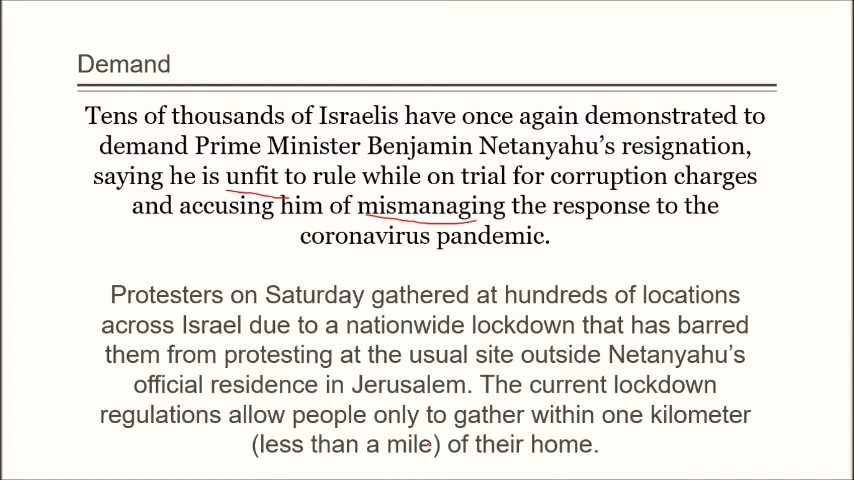 Demand
Tens of thousands of Israelis have once again demonstrated to
demand Prime Minister Benjamin Netanyahu’s resignation,
saying he is unfit to rule while on trial for corruption charges
and accusing him of mismanaging the response to the
coronavirus pandemic.
Protesters on Saturday gathered at hundreds of locations
across Israel due to a nationwide lockdown that has barred
them from protesting at the usual site outside Netanyahu’s
official residence in Jerusalem. The current lockdown
regulations allow people only to gather within one kilometer
(less than a mile) of their home.